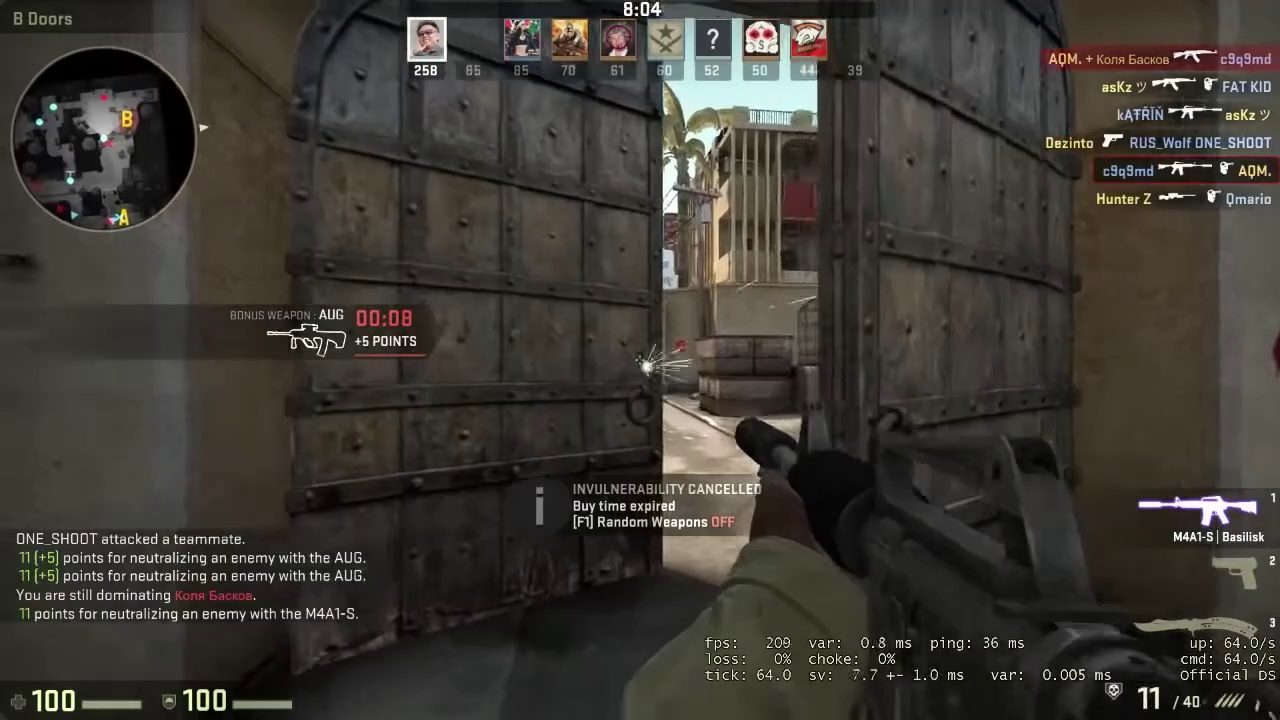 B Doors
8:04
258 85 85 70 61 60 52 50 44 39
?
S
B
A
AQM. + Коля Басков c9q9md
asKz ツ FAT KID
kĄŦŘĪŇ asKz ツ
Dezinto RUS_Wolf ONE_SHOOT
c9q9md AQM.
Hunter Z Qmario
BONUS WEAPON : AUG 00:08
+5 POINTS
INVULNERABILITY CANCELLED
Buy time expired
[F1] Random Weapons OFF
1
M4A1-S | Basilisk
2
3
ONE_SHOOT attacked a teammate.
11 (+5) points for neutralizing an enemy with the AUG.
11 (+5) points for neutralizing an enemy with the AUG.
You are still dominating Коля Басков.
11 points for neutralizing an enemy with the M4A1-S.
fps: 209 var: 0.8 ms ping: 36 ms up: 64.0/s
loss: 0% choke: 0% cmd: 64.0/s
tick: 64.0 sv: 7.7 +- 1.0 ms var: 0.005 ms Official DS
100 100
11 / 40